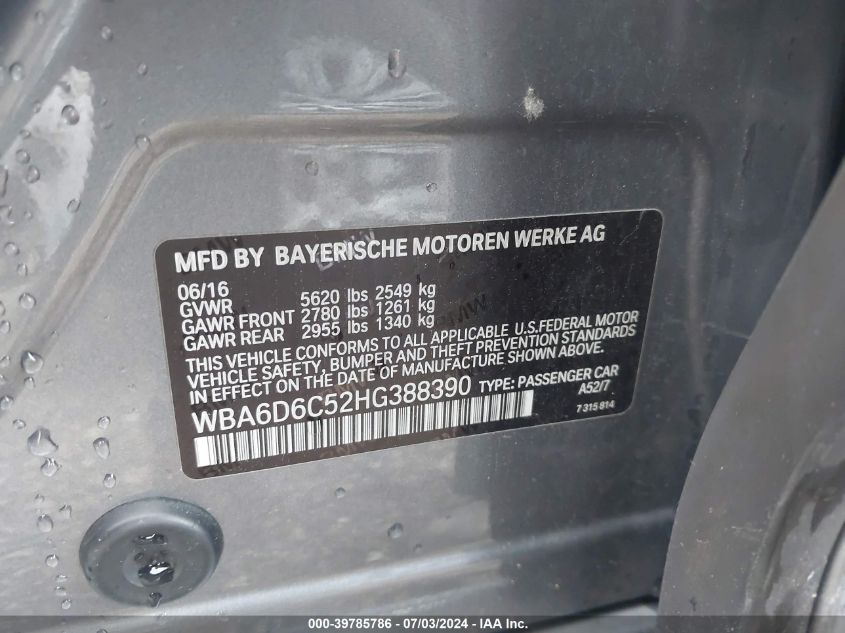 MFD BY BAYERISCHE MOTOREN WERKE AG
06/16
GVWR 5620 lbs 2549 kg
GAWR FRONT 2780 lbs 1261 kg
GAWR REAR 2955 lbs 1340 kg
THIS VEHICLE CONFORMS TO ALL APPLICABLE U.S.FEDERAL MOTOR
VEHICLE SAFETY, BUMPER AND THEFT PREVENTION STANDARDS
IN EFFECT ON THE DATE OF MANUFACTURE SHOWN ABOVE.
WBA6D6C52HG388390 TYPE: PASSENGER CAR
A52/7
7 315 814
000-39785786 - 07/03/2024 - IAA Inc.